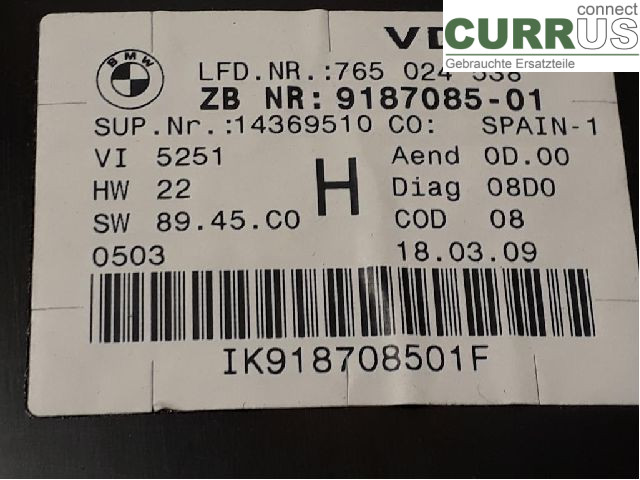 connect
CURRUS
Gebrauchte Ersatzteile
BMW
LFD.NR.:765 024 538
ZB NR: 9187085-01
SUP.Nr.:14369510 CO: SPAIN-1
VI 5251 Aend 0D.00
HW 22 H Diag 08D0
SW 89.45.C0 COD 08
0503 18.03.09
IK918708501F